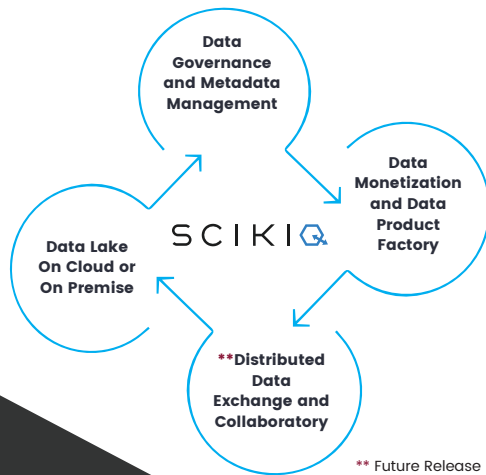 Data
Governance
and Metadata
Management
Data
Monetization
and Data
Product
Factory
SCIKIQ
Data Lake
On Cloud or
On Premise
**Distributed
Data
Exchange and
Collaboratory
** Future Release